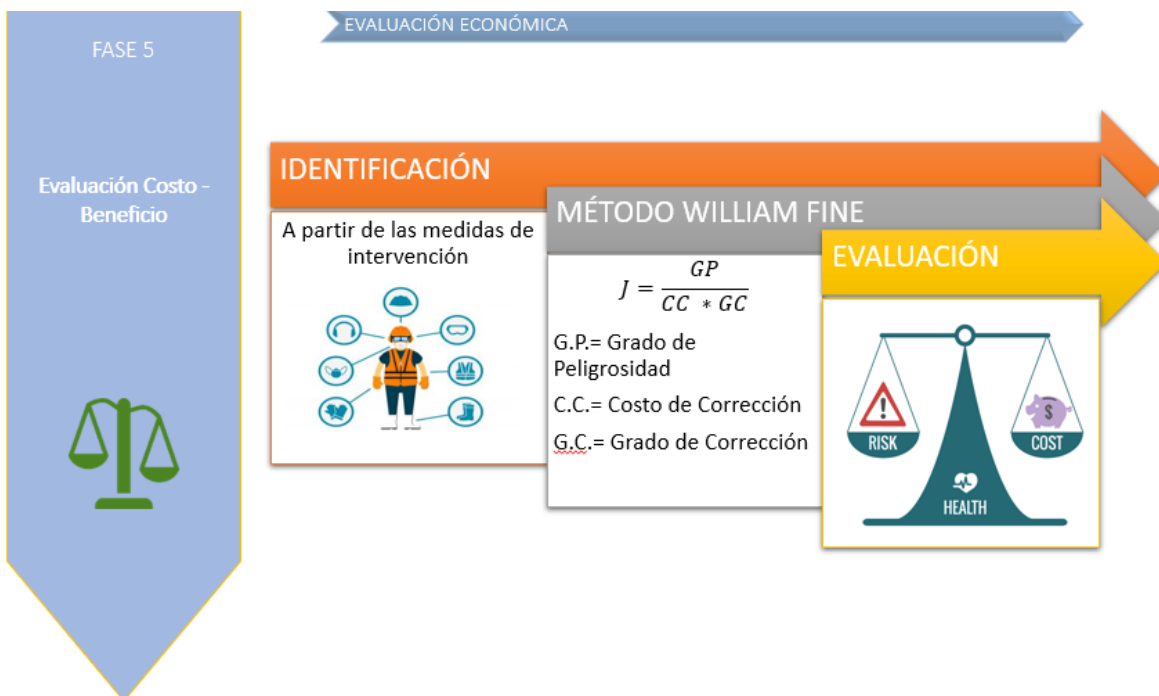 FASE 5
Evaluación Costo -
Beneficio
EVALUACIÓN ECONÓMICA
IDENTIFICACIÓN
A partir de las medidas de
intervención
MÉTODO WILLIAM FINE
J = GP / CC * GC
G.P.= Grado de
Peligrosidad
C.C.= Costo de Corrección
G.C.= Grado de Corrección
EVALUACIÓN
RISK
$
COST
HEALTH